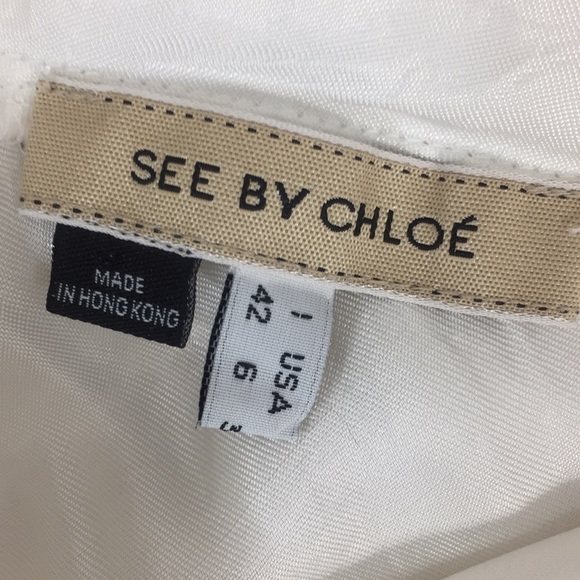 SEE BY CHLOÉ
MADE
IN HONG KONG
I USA
42 6